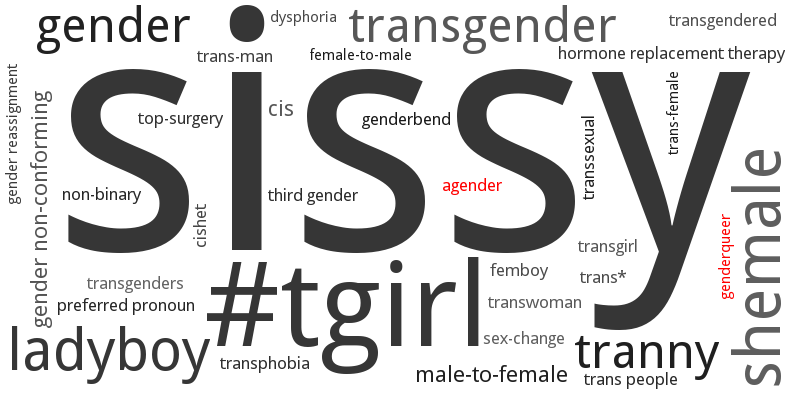 gender
dysphoria
transgender
transgendered
trans-man
female-to-male
hormone replacement therapy
sissy
gender reassignment
gender non-conforming
top-surgery
cis
genderbend
transsexual
trans-female
non-binary
cishet
third gender
agender
shemale
genderqueer
transgenders
preferred pronoun
#tgirl
femboy
transgirl
trans*
transwoman
ladyboy
transphobia
sex-change
male-to-female
tranny
trans people